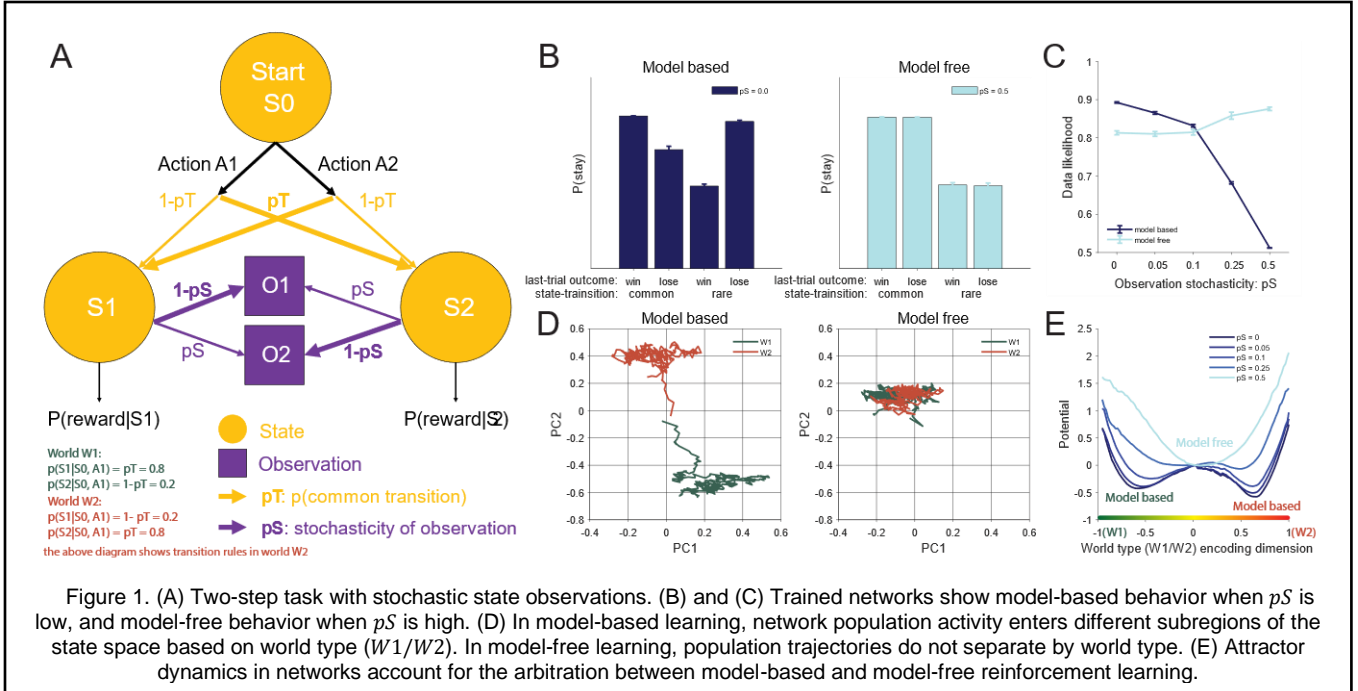 A
Start
S0
Action A1
Action A2
1-pT
pT
1-pT
S1
S2
1-pS
O1
pS
pS
O2
1-pS
P(reward|S1)
P(reward|S2)
State
Observation
pT: p(common transition)
pS: stochasticity of observation
World W1:
p(S1|S0, A1) = pT = 0.8
p(S2|S0, A1) = 1-pT = 0.2
World W2:
p(S1|S0, A1) = 1- pT = 0.2
p(S2|S0, A1) = pT = 0.8
the above diagram shows transition rules in world W2
B
Model based
pS = 0.0
P(stay)
last-trial outcome: win lose win lose
state-trainsition: common rare
Model free
pS = 0.5
P(stay)
last-trial outcome: win lose win lose
state-trainsition: common rare
C
Data likelihood
1
0.9
0.8
0.7
0.6
0.5
model based
model free
0 0.05 0.1 0.25 0.5
Observation stochasticity: pS
D
Model based
W1
W2
PC2
0.6
0.4
0.2
0
-0.2
-0.4
-0.6
-0.8
-0.4 -0.2 0 0.2 0.4 0.6
PC1
Model free
W1
W2
PC2
0.6
0.4
0.2
0
-0.2
-0.4
-0.6
-0.8
-0.4 -0.2 0 0.2 0.4 0.6
PC1
E
pS = 0
pS = 0.05
pS = 0.1
pS = 0.25
pS = 0.5
Potential
2.5
2
1.5
1
0.5
0
-0.5
-1
Model free
Model based
Model based
-1(W1) -0.5 0 0.5 1(W2)
World type (W1/W2) encoding dimension
Figure 1. (A) Two-step task with stochastic state observations. (B) and (C) Trained networks show model-based behavior when pS is
low, and model-free behavior when pS is high. (D) In model-based learning, network population activity enters different subregions of the
state space based on world type (W1/W2). In model-free learning, population trajectories do not separate by world type. (E) Attractor
dynamics in networks account for the arbitration between model-based and model-free reinforcement learning.